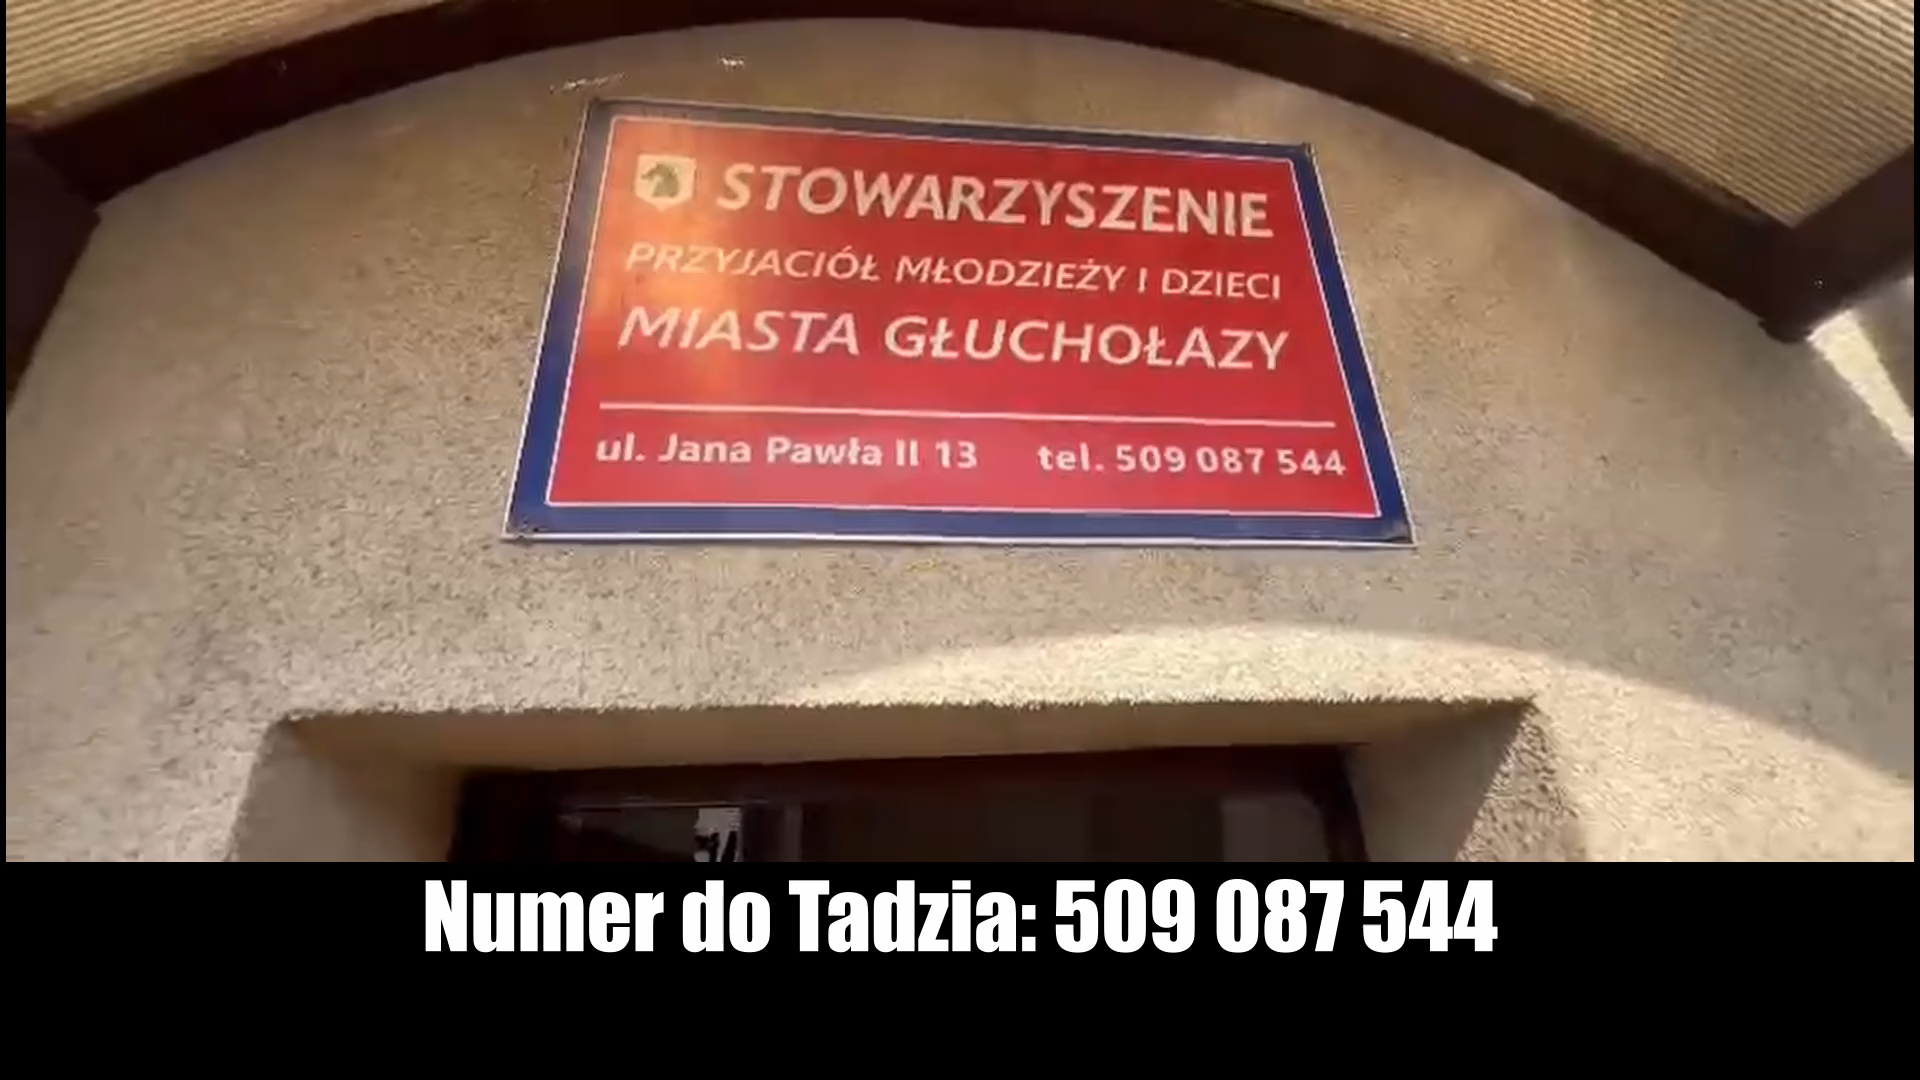 STOWARZYSZENIE
PRZYJACIÓŁ MŁODZIEŻY I DZIECI
MIASTA GŁUCHOŁAZY
ul. Jana Pawła II 13 tel. 509 087 544
Numer do Tadzia: 509 087 544